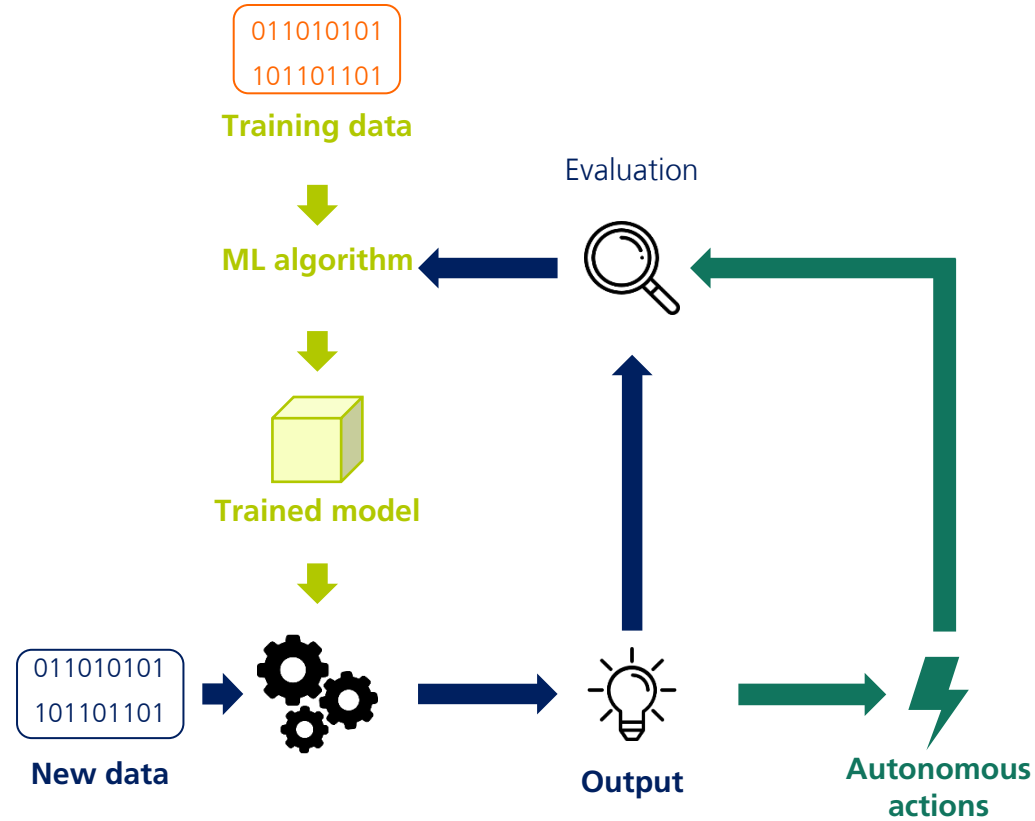 011010101
101101101
Training data
Evaluation
ML algorithm
Trained model
011010101
101101101
New data
Output
Autonomous
actions